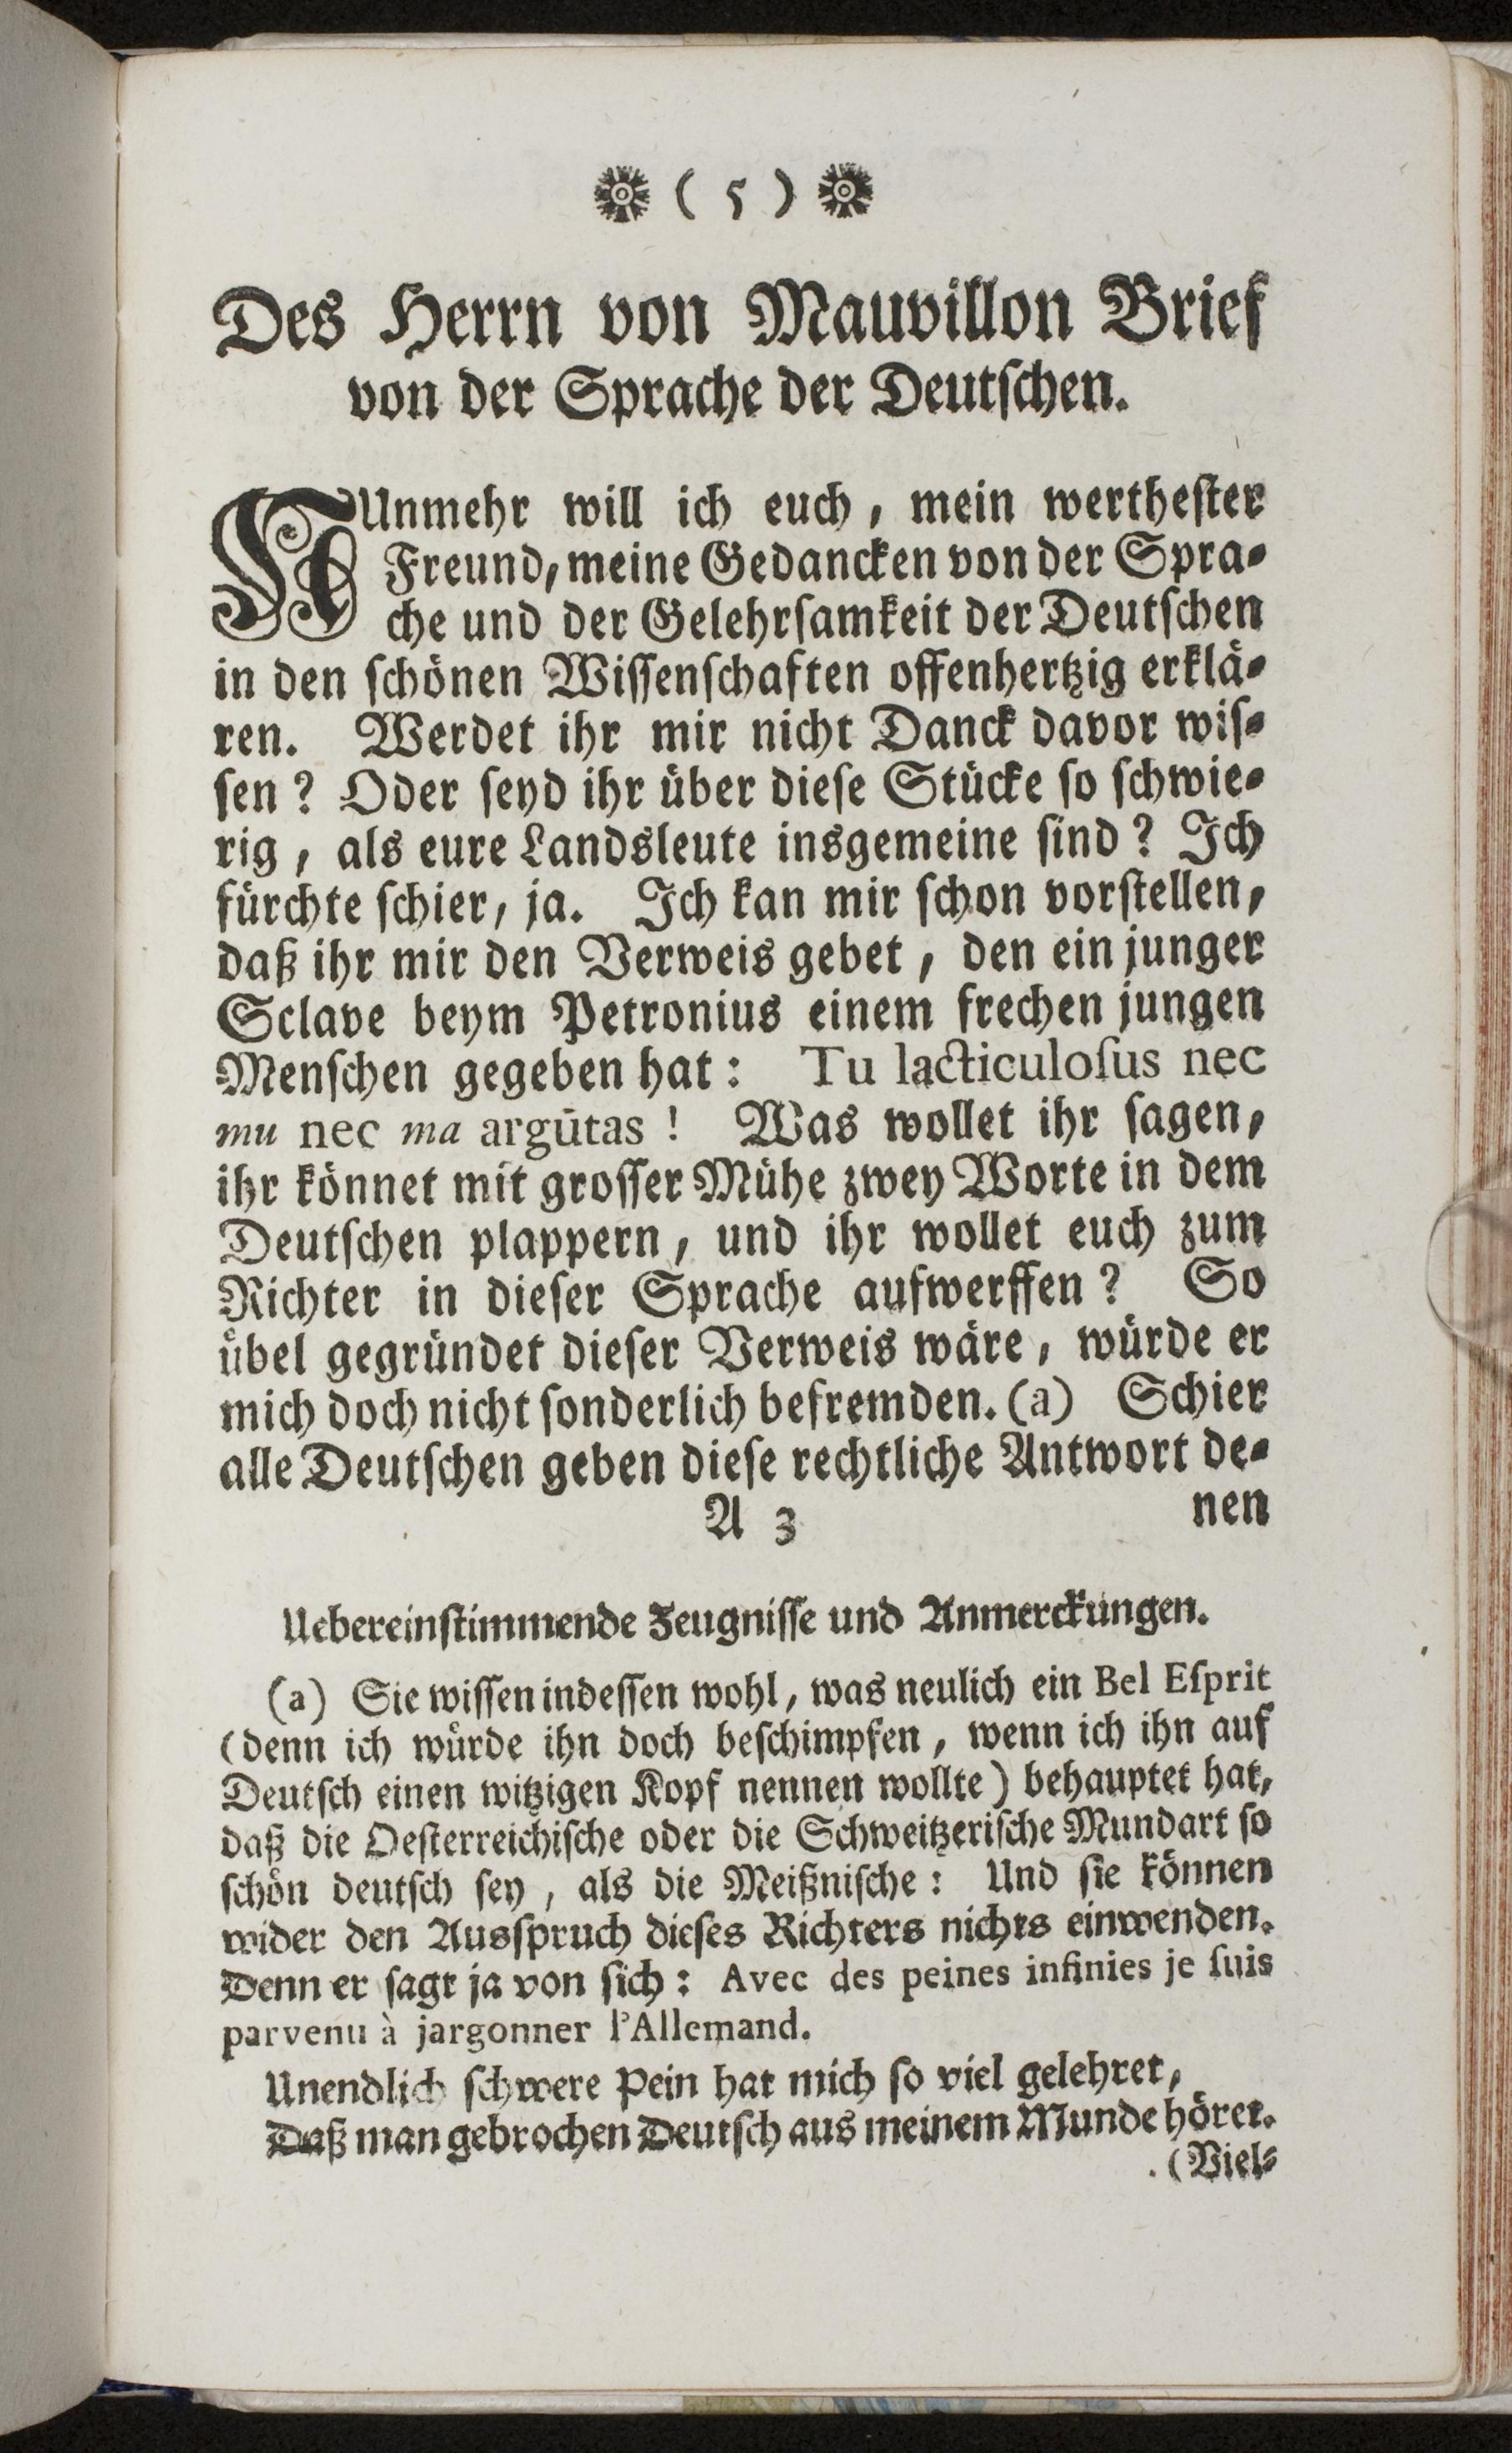 ( 5 )
Des Herrn von Mauvillon Brief
von der Sprache der Deutschen.
NUnmehr will ich euch, mein werthester
Freund, meine Gedancken von der Spra-
che und der Gelehrsamkeit der Deutschen
in den schönen Wissenschaften offenhertzig erklä-
ren. Werdet ihr mir nicht Danck davor wis-
sen? Oder seyd ihr über diese Stücke so schwie-
rig, als eure Landsleute insgemeine sind? Ich
fürchte schier, ja. Ich kan mir schon vorstellen,
daß ihr mir den Verweis gebet, den ein junger
Sclave beym Petronius einem frechen jungen
Menschen gegeben hat: Tu lacticuloſus nec
mu nec ma argūtas! Was wollet ihr sagen,
ihr könnet mit grosser Mühe zwey Worte in dem
Deutschen plappern, und ihr wollet euch zum
Richter in dieser Sprache aufwerffen? So
übel gegründet dieser Verweis wäre, würde er
mich doch nicht sonderlich befremden. (a) Schier
alle Deutschen geben diese rechtliche Antwort de-
A 3 nen
Uebereinstimmende Zeugnisse und Anmerckungen.
(a) Sie wissen indessen wohl, was neulich ein Bel Eſprit
(denn ich würde ihn doch beschimpfen, wenn ich ihn auf
Deutsch einen witzigen Kopf nennen wollte) behauptet hat,
daß die Oesterreichische oder die Schweitzerische Mundart so
schön deutsch sey, als die Meißnische: Und sie können
wider den Ausspruch dieses Richters nichts einwenden.
Denn er sagt ja von sich: Avec des peines infinies je ſuis
parvenu à jargonner l'Allemand.
Unendlich schwere Pein hat mich so viel gelehret,
Daß man gebrochen Deutsch aus meinem Munde höret.
(Viel-